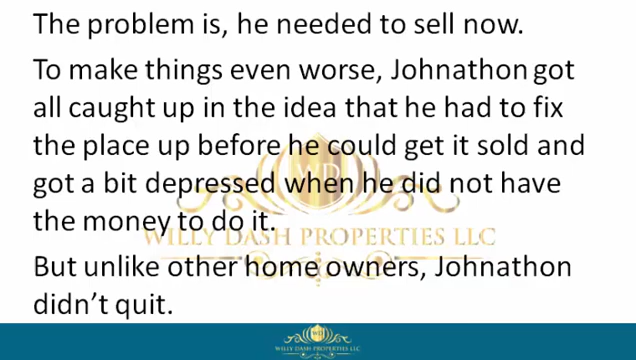 The problem is, he needed to sell now.
To make things even worse, Johnathon got
all caught up in the idea that he had to fix
the place up before he could get it sold and
got a bit depressed when he did not have
the money to do it.
WILLY DASH PROPERTIES LLC
But unlike other home owners, Johnathon
didn’t quit.
WILLY DASH PROPERTIES LLC